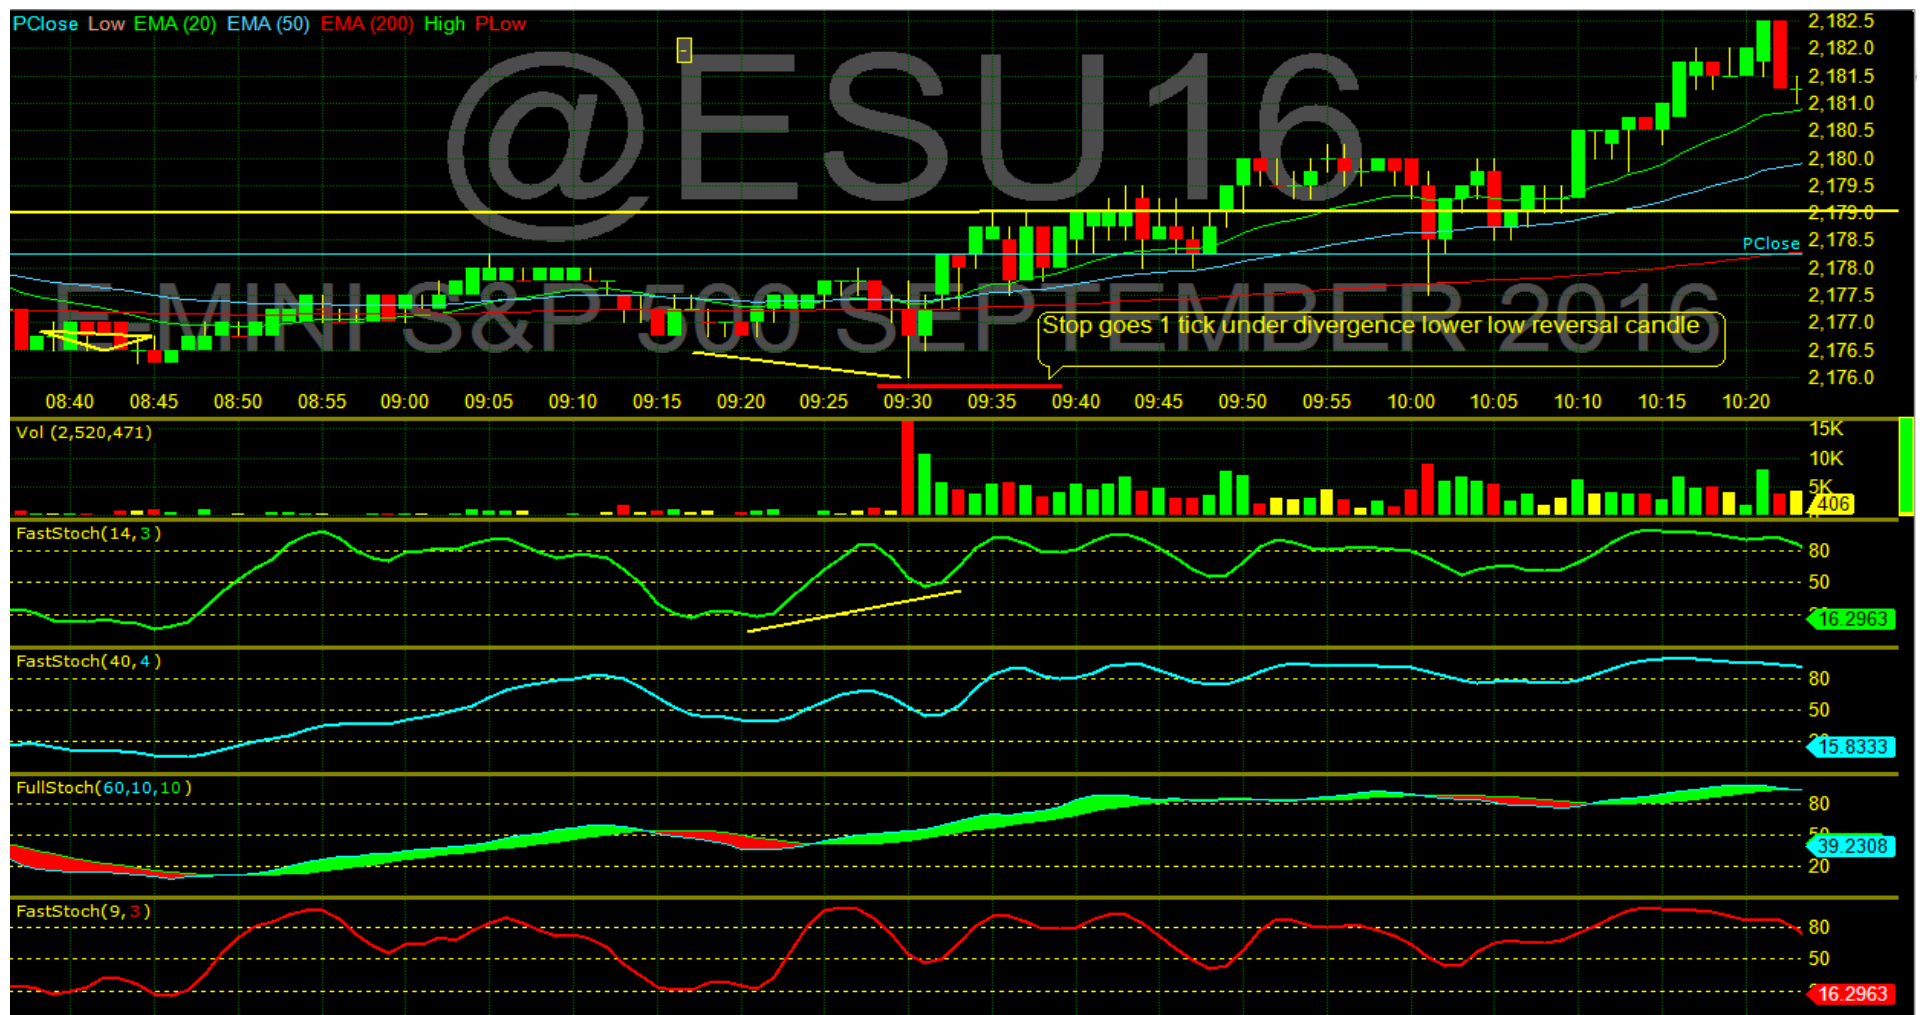 PClose Low EMA (20) EMA (50) EMA (200) High PLow
@ESU16
E-MINI S&P 500 SEPTEMBER 2016
-
2,182.5
2,182.0
2,181.5
2,181.0
2,180.5
2,180.0
2,179.5
2,179.0
2,178.5
PClose
2,178.0
2,177.5
2,177.0
2,176.5
2,176.0
Stop goes 1 tick under divergence lower low reversal candle
08:40 08:45 08:50 08:55 09:00 09:05 09:10 09:15 09:20 09:25 09:30 09:35 09:40 09:45 09:50 09:55 10:00 10:05 10:10 10:15 10:20
Vol (2,520,471)
15K
10K
5K
406
FastStoch(14,3)
80
50
16.2963
FastStoch(40,4)
80
50
15.8333
FullStoch(60,10,10)
80
39.2308
20
FastStoch(9,3)
80
50
16.2963